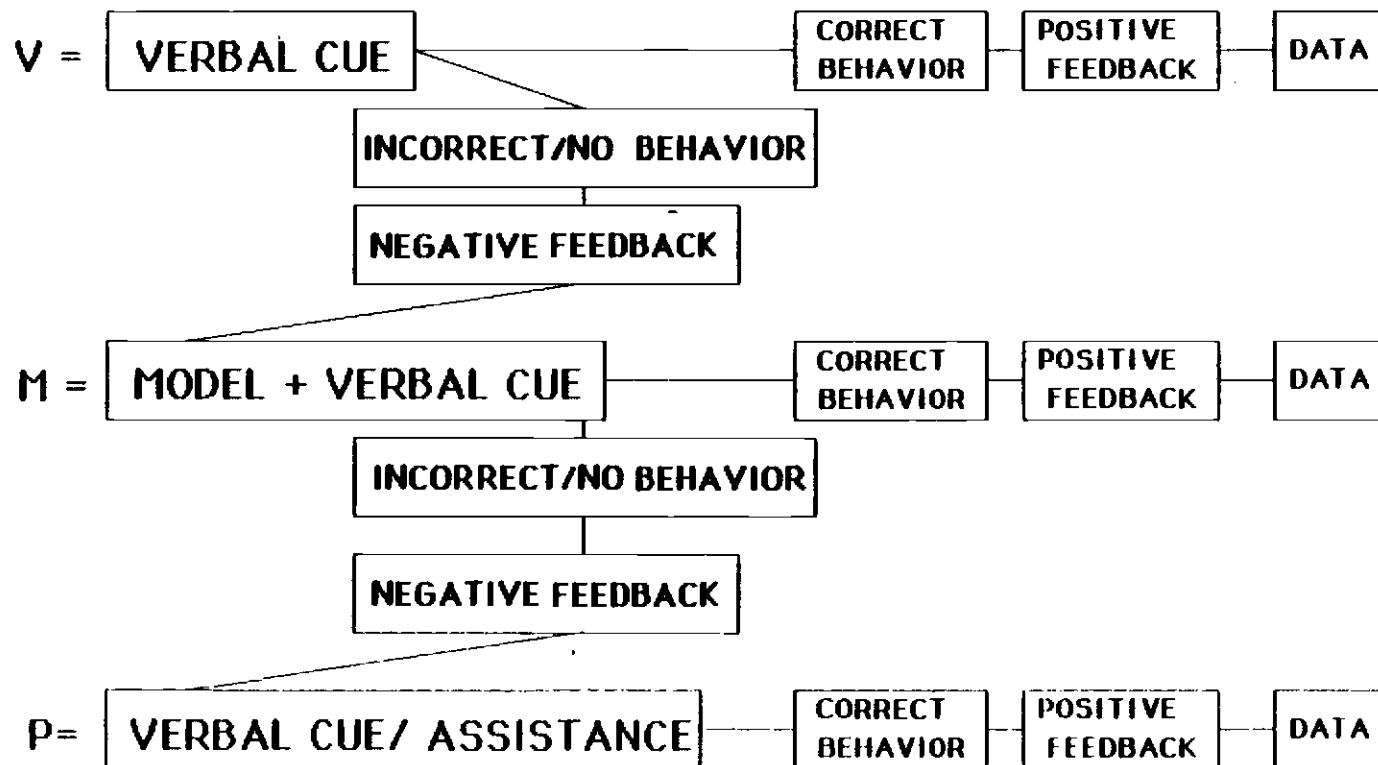 V = VERBAL CUE
CORRECT BEHAVIOR
POSITIVE FEEDBACK
DATA
INCORRECT/NO BEHAVIOR
NEGATIVE FEEDBACK
M = MODEL + VERBAL CUE
CORRECT BEHAVIOR
POSITIVE FEEDBACK
DATA
INCORRECT/NO BEHAVIOR
NEGATIVE FEEDBACK
P= VERBAL CUE/ ASSISTANCE
CORRECT BEHAVIOR
POSITIVE FEEDBACK
DATA